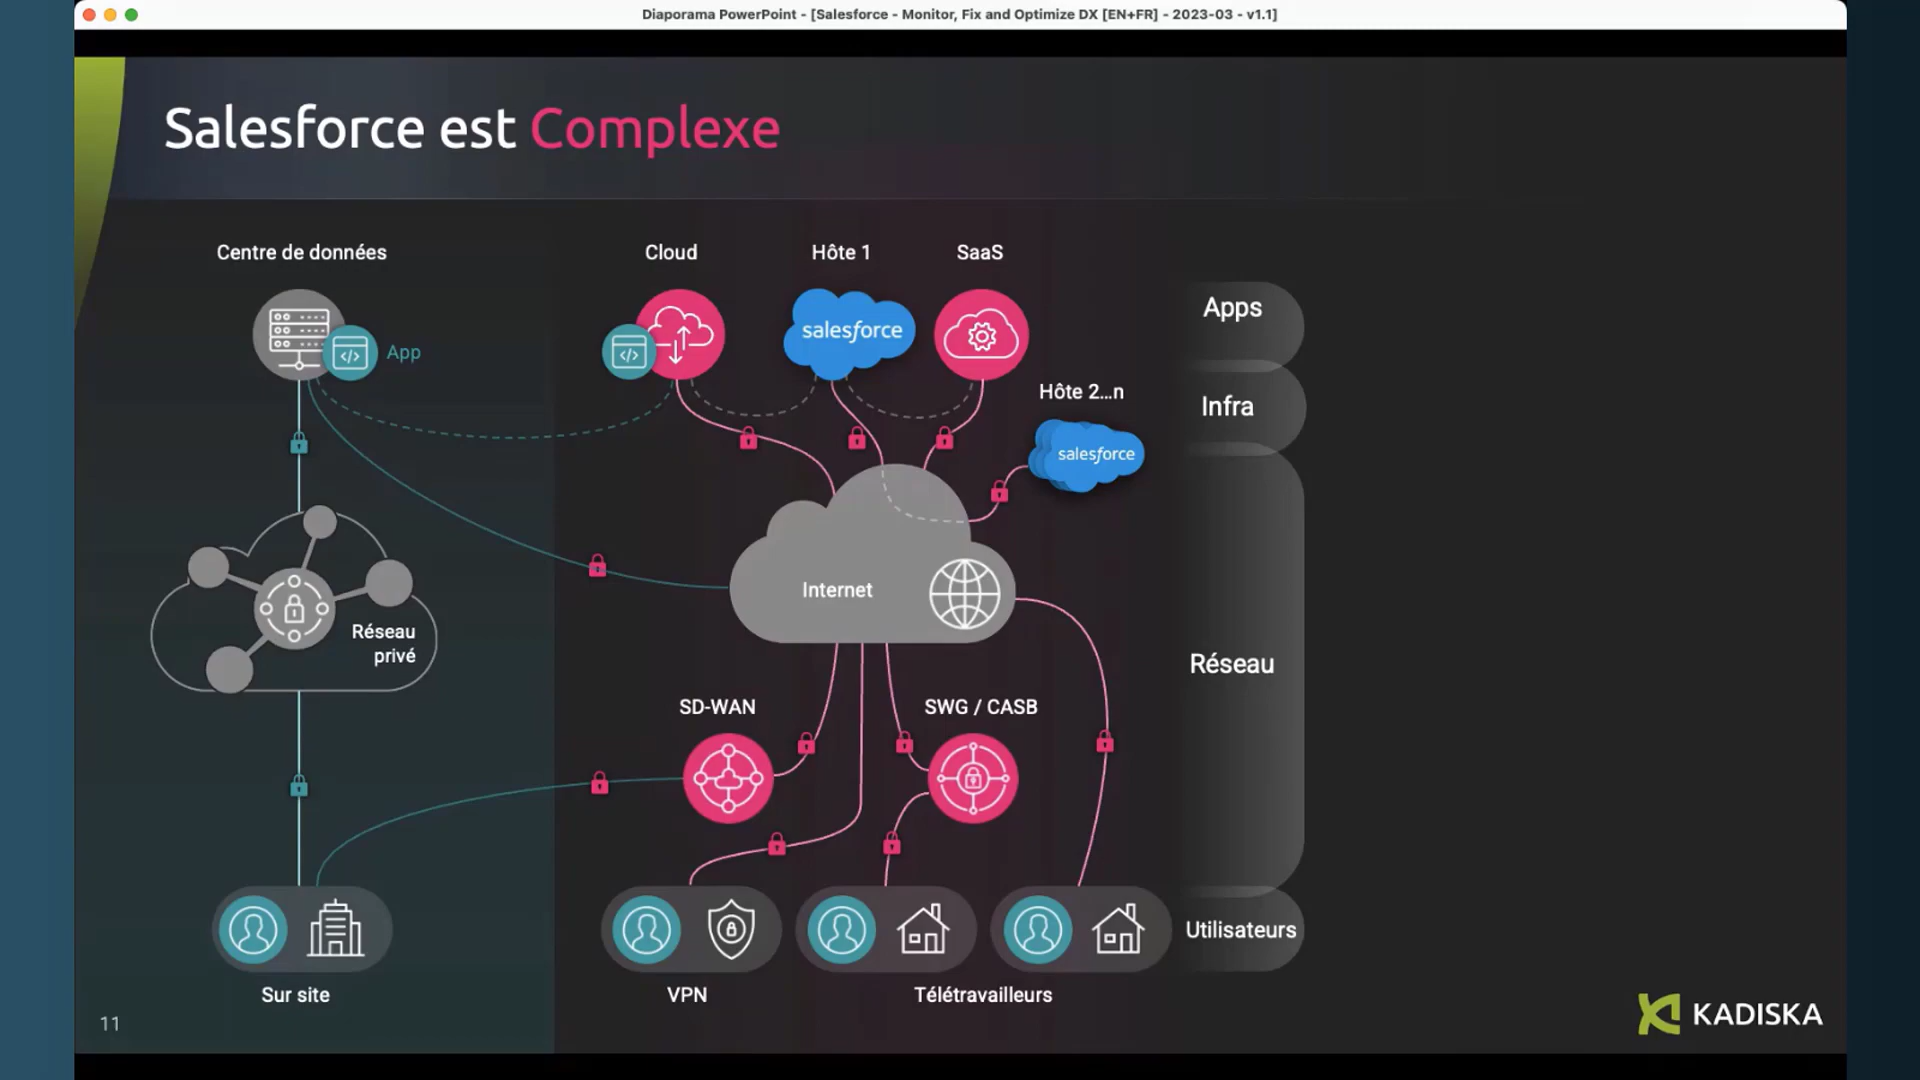 Diaporama PowerPoint - [Salesforce - Monitor, Fix and Optimize DX [EN+FR] - 2023-03 - v1.1]
Salesforce est Complexe
Centre de données
Cloud
Hôte 1
SaaS
App
salesforce
Hôte 2...n
salesforce
Apps
Infra
Internet
Réseau
privé
Réseau
SD-WAN
SWG / CASB
Utilisateurs
Sur site
VPN
Télétravailleurs
11
KADISKA